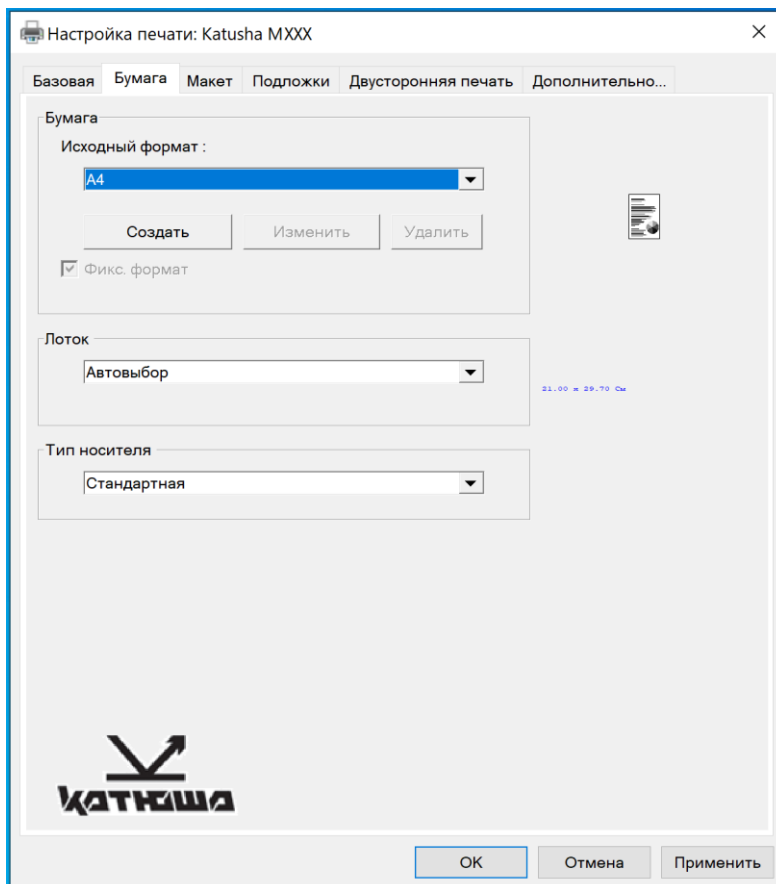 Настройка печати: Katusha MXXX
Базовая Бумага Макет Подложки Двусторонняя печать Дополнительно...
Бумага
Исходный формат :
A4
Создать Изменить Удалить
Фикс. формат
Лоток
Автовыбор
21.00 x 29.70 См
Тип носителя
Стандартная
катюша
OK Отмена Применить